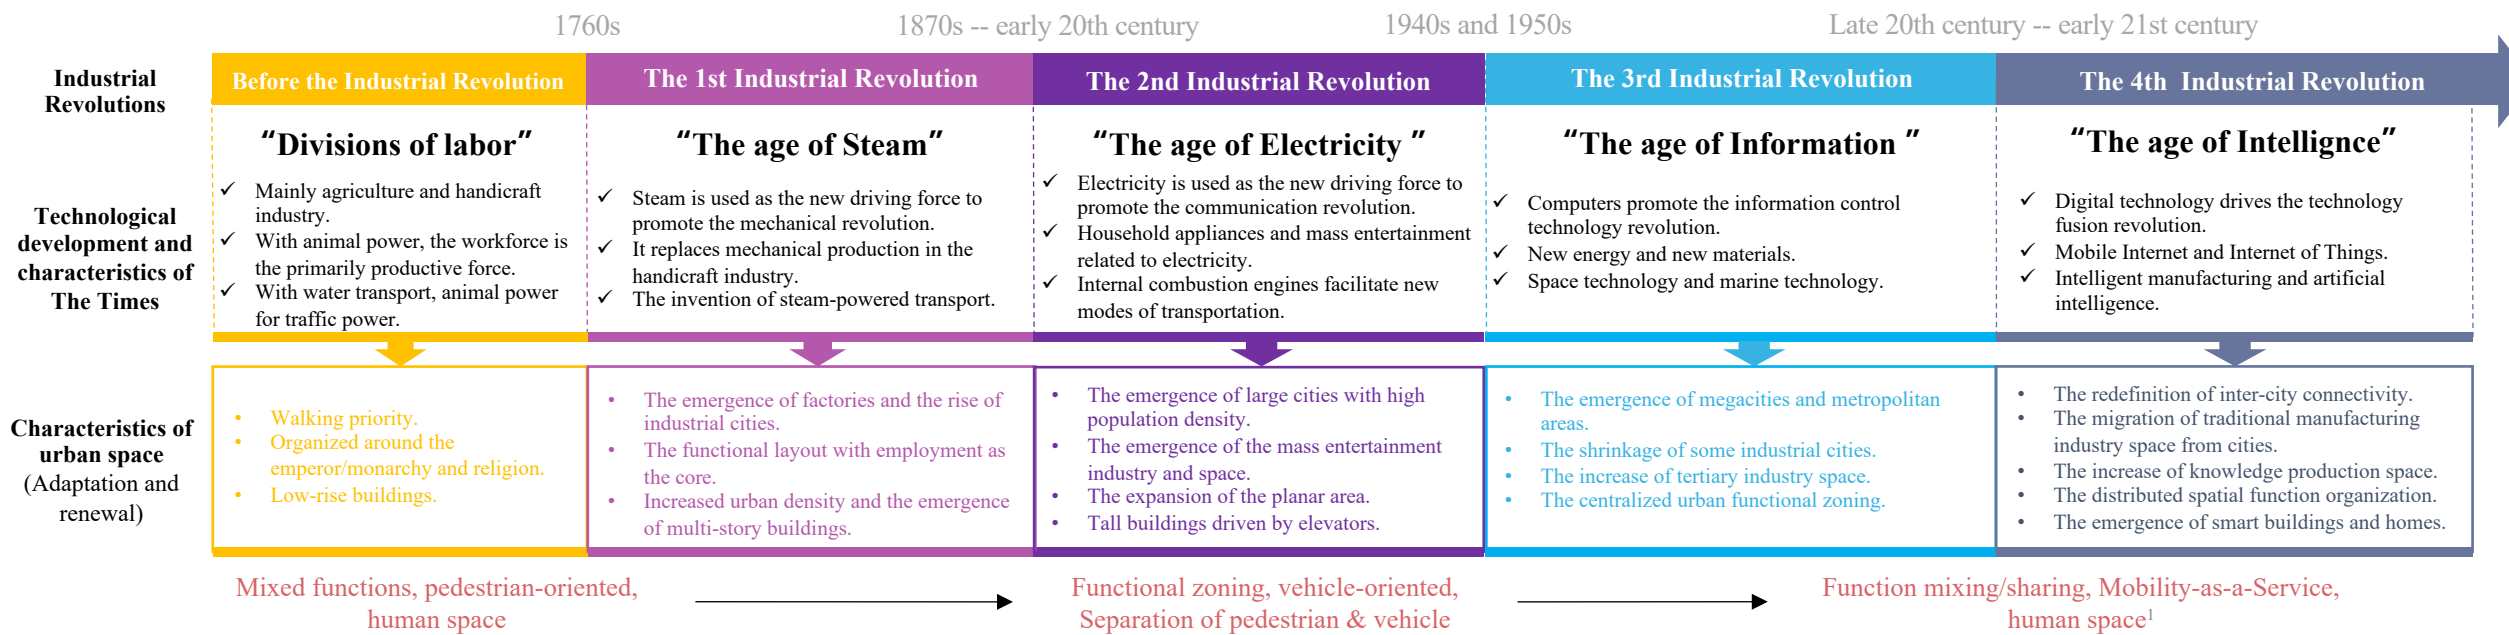 1760s
1870s -- early 20th century
1940s and 1950s
Late 20th century -- early 21st century
Industrial
Revolutions
Before the Industrial Revolution
The 1st Industrial Revolution
The 2nd Industrial Revolution
The 3rd Industrial Revolution
The 4th Industrial Revolution
Technological
development and
characteristics of
The Times
“Divisions of labor”
✓ Mainly agriculture and handicraft
industry.
✓ With animal power, the workforce is
the primarily productive force.
✓ With water transport, animal power
for traffic power.
“The age of Steam”
✓ Steam is used as the new driving force to
promote the mechanical revolution.
✓ It replaces mechanical production in the
handicraft industry.
✓ The invention of steam-powered transport.
“The age of Electricity ”
✓ Electricity is used as the new driving force to
promote the communication revolution.
✓ Household appliances and mass entertainment
related to electricity.
✓ Internal combustion engines facilitate new
modes of transportation.
“The age of Information ”
✓ Computers promote the information control
technology revolution.
✓ New energy and new materials.
✓ Space technology and marine technology.
“The age of Intellignce”
✓ Digital technology drives the technology
fusion revolution.
✓ Mobile Internet and Internet of Things.
✓ Intelligent manufacturing and artificial
intelligence.
Characteristics of
urban space
(Adaptation and
renewal)
• Walking priority.
• Organized around the
emperor/monarchy and religion.
• Low-rise buildings.
• The emergence of factories and the rise of
industrial cities.
• The functional layout with employment as
the core.
• Increased urban density and the emergence
of multi-story buildings.
• The emergence of large cities with high
population density.
• The emergence of the mass entertainment
industry and space.
• The expansion of the planar area.
• Tall buildings driven by elevators.
• The emergence of megacities and metropolitan
areas.
• The shrinkage of some industrial cities.
• The increase of tertiary industry space.
• The centralized urban functional zoning.
• The redefinition of inter-city connectivity.
• The migration of traditional manufacturing
industry space from cities.
• The increase of knowledge production space.
• The distributed spatial function organization.
• The emergence of smart buildings and homes.
Mixed functions, pedestrian-oriented,
human space
Functional zoning, vehicle-oriented,
Separation of pedestrian & vehicle
Function mixing/sharing, Mobility-as-a-Service,
human space¹